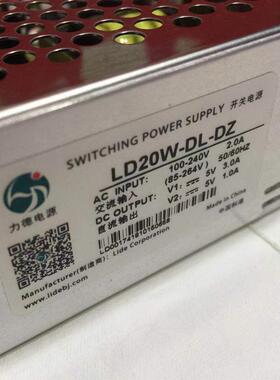 SWITCHING POWER SUPPLY 开关电源
LD20W-DL-DZ
AC INPUT: 100-240V 2.0A
交流输入 (85-264V) 50/60HZ
DC OUTPUT: V1: 5V 3.0A
直流输出 V2: 5V 1.0A
力德电源
Manufacturer(制造商): Lide Corporation
www.lidebj.com
Made in China
中国制造